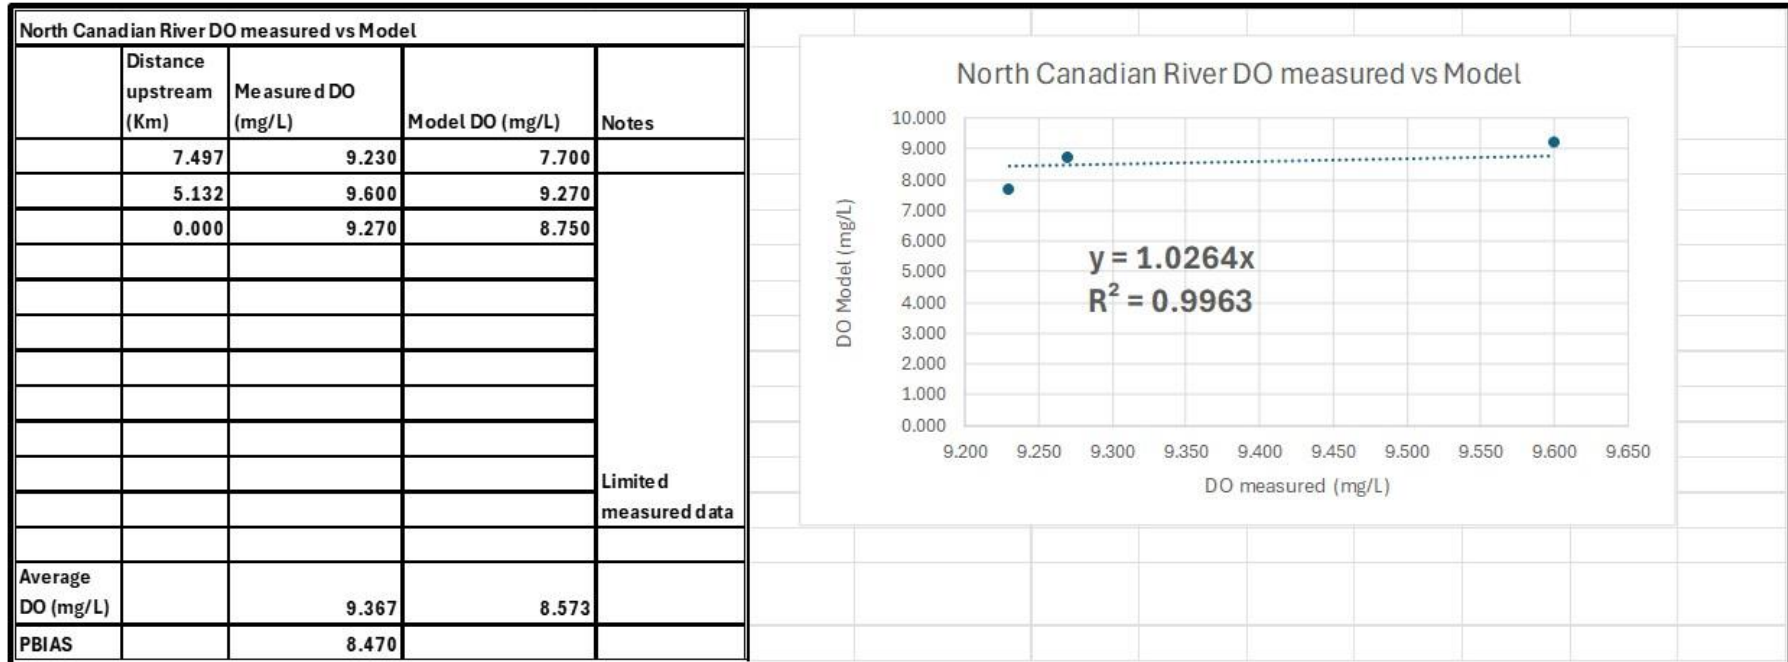 North Canadian River DO measured vs Model
Distance
upstream
(Km)
Measured DO
(mg/L)
Model DO (mg/L)
Notes
7.497 9.230 7.700
5.132 9.600 9.270
0.000 9.270 8.750
Limited
measured data
Average
DO (mg/L) 9.367 8.573
PBIAS 8.470
North Canadian River DO measured vs Model
10.000
9.000
8.000
7.000
6.000
5.000
4.000
3.000
2.000
1.000
0.000
DO Model (mg/L)
y = 1.0264x
R² = 0.9963
9.200 9.250 9.300 9.350 9.400 9.450 9.500 9.550 9.600 9.650
DO measured (mg/L)